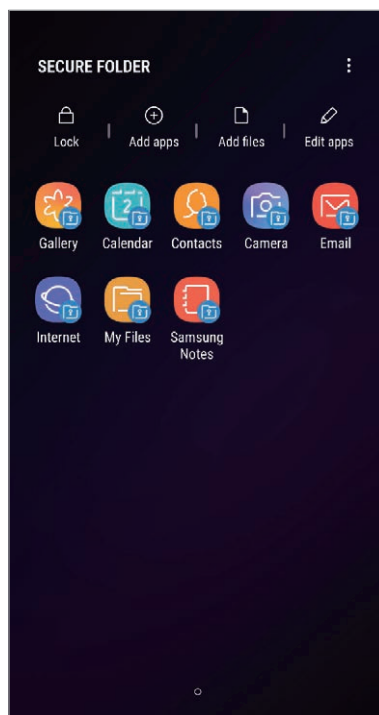 SECURE FOLDER
Lock Add apps Add files Edit apps
2
Gallery Calendar Contacts Camera Email
Internet My Files Samsung
Notes